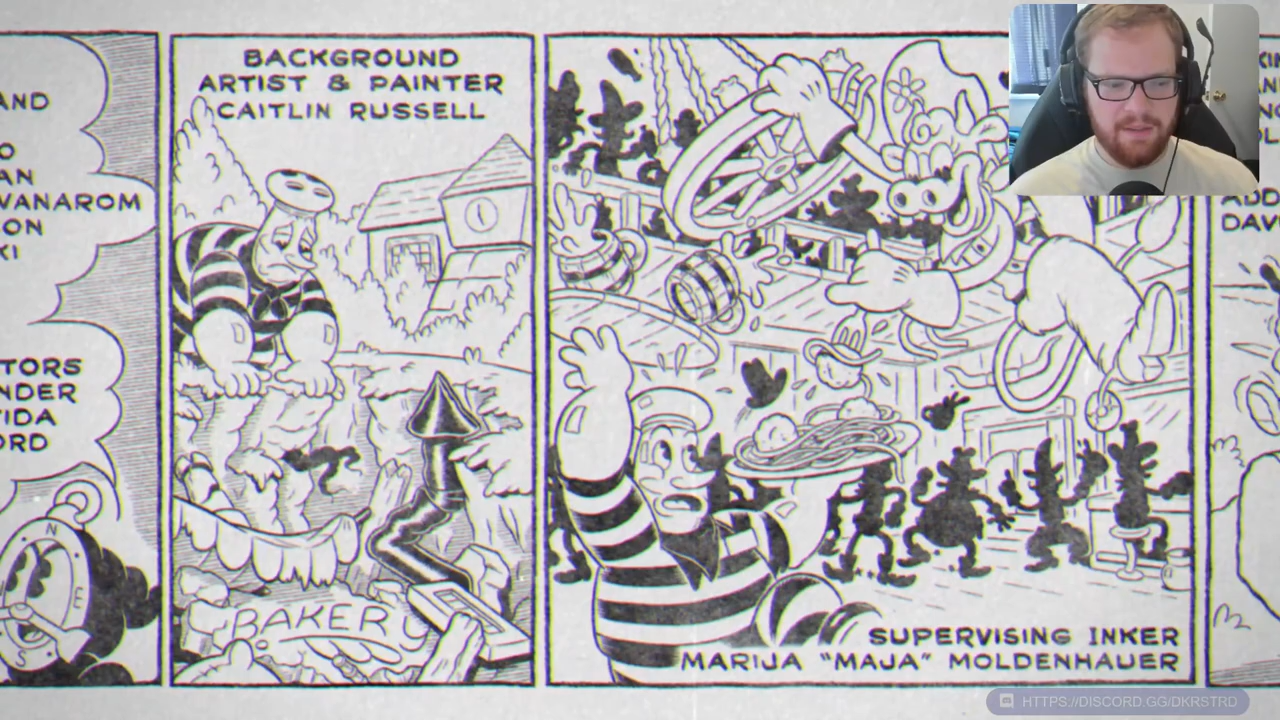 AND
O
AN
VANAROM
ON
KI
TORS
NDER
VIDA
ORD
N
E
S
BACKGROUND
ARTIST & PAINTER
CAITLIN RUSSELL
BAKERY
SUPERVISING INKER
MARIJA "MAJA" MOLDENHAUER
ADD
DAV
HTTPS://DISCORD.GG/DKRSTRD